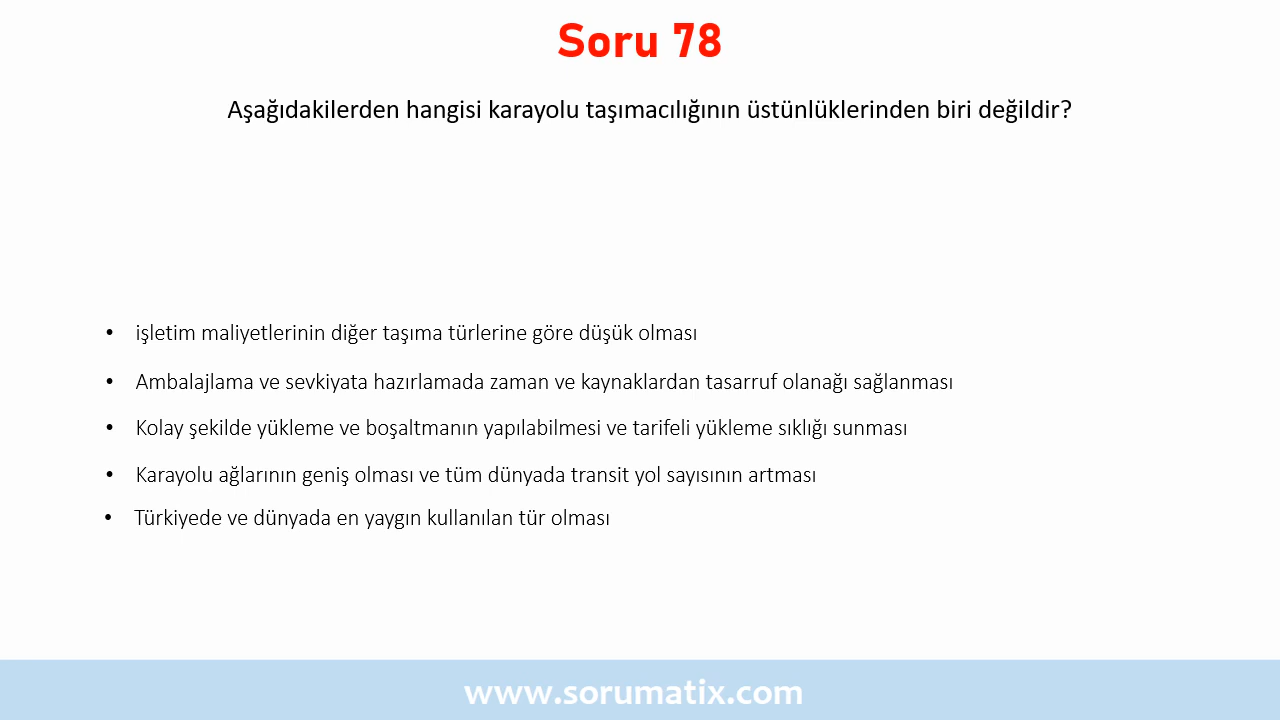 Soru 78
Aşağıdakilerden hangisi karayolu taşımacılığının üstünlüklerinden biri değildir?
• işletim maliyetlerinin diğer taşıma türlerine göre düşük olması
• Ambalajlama ve sevkiyata hazırlamada zaman ve kaynaklardan tasarruf olanağı sağlanması
• Kolay şekilde yükleme ve boşaltmanın yapılabilmesi ve tarifeli yükleme sıklığı sunması
• Karayolu ağlarının geniş olması ve tüm dünyada transit yol sayısının artması
• Türkiyede ve dünyada en yaygın kullanılan tür olması
www.sorumatix.com